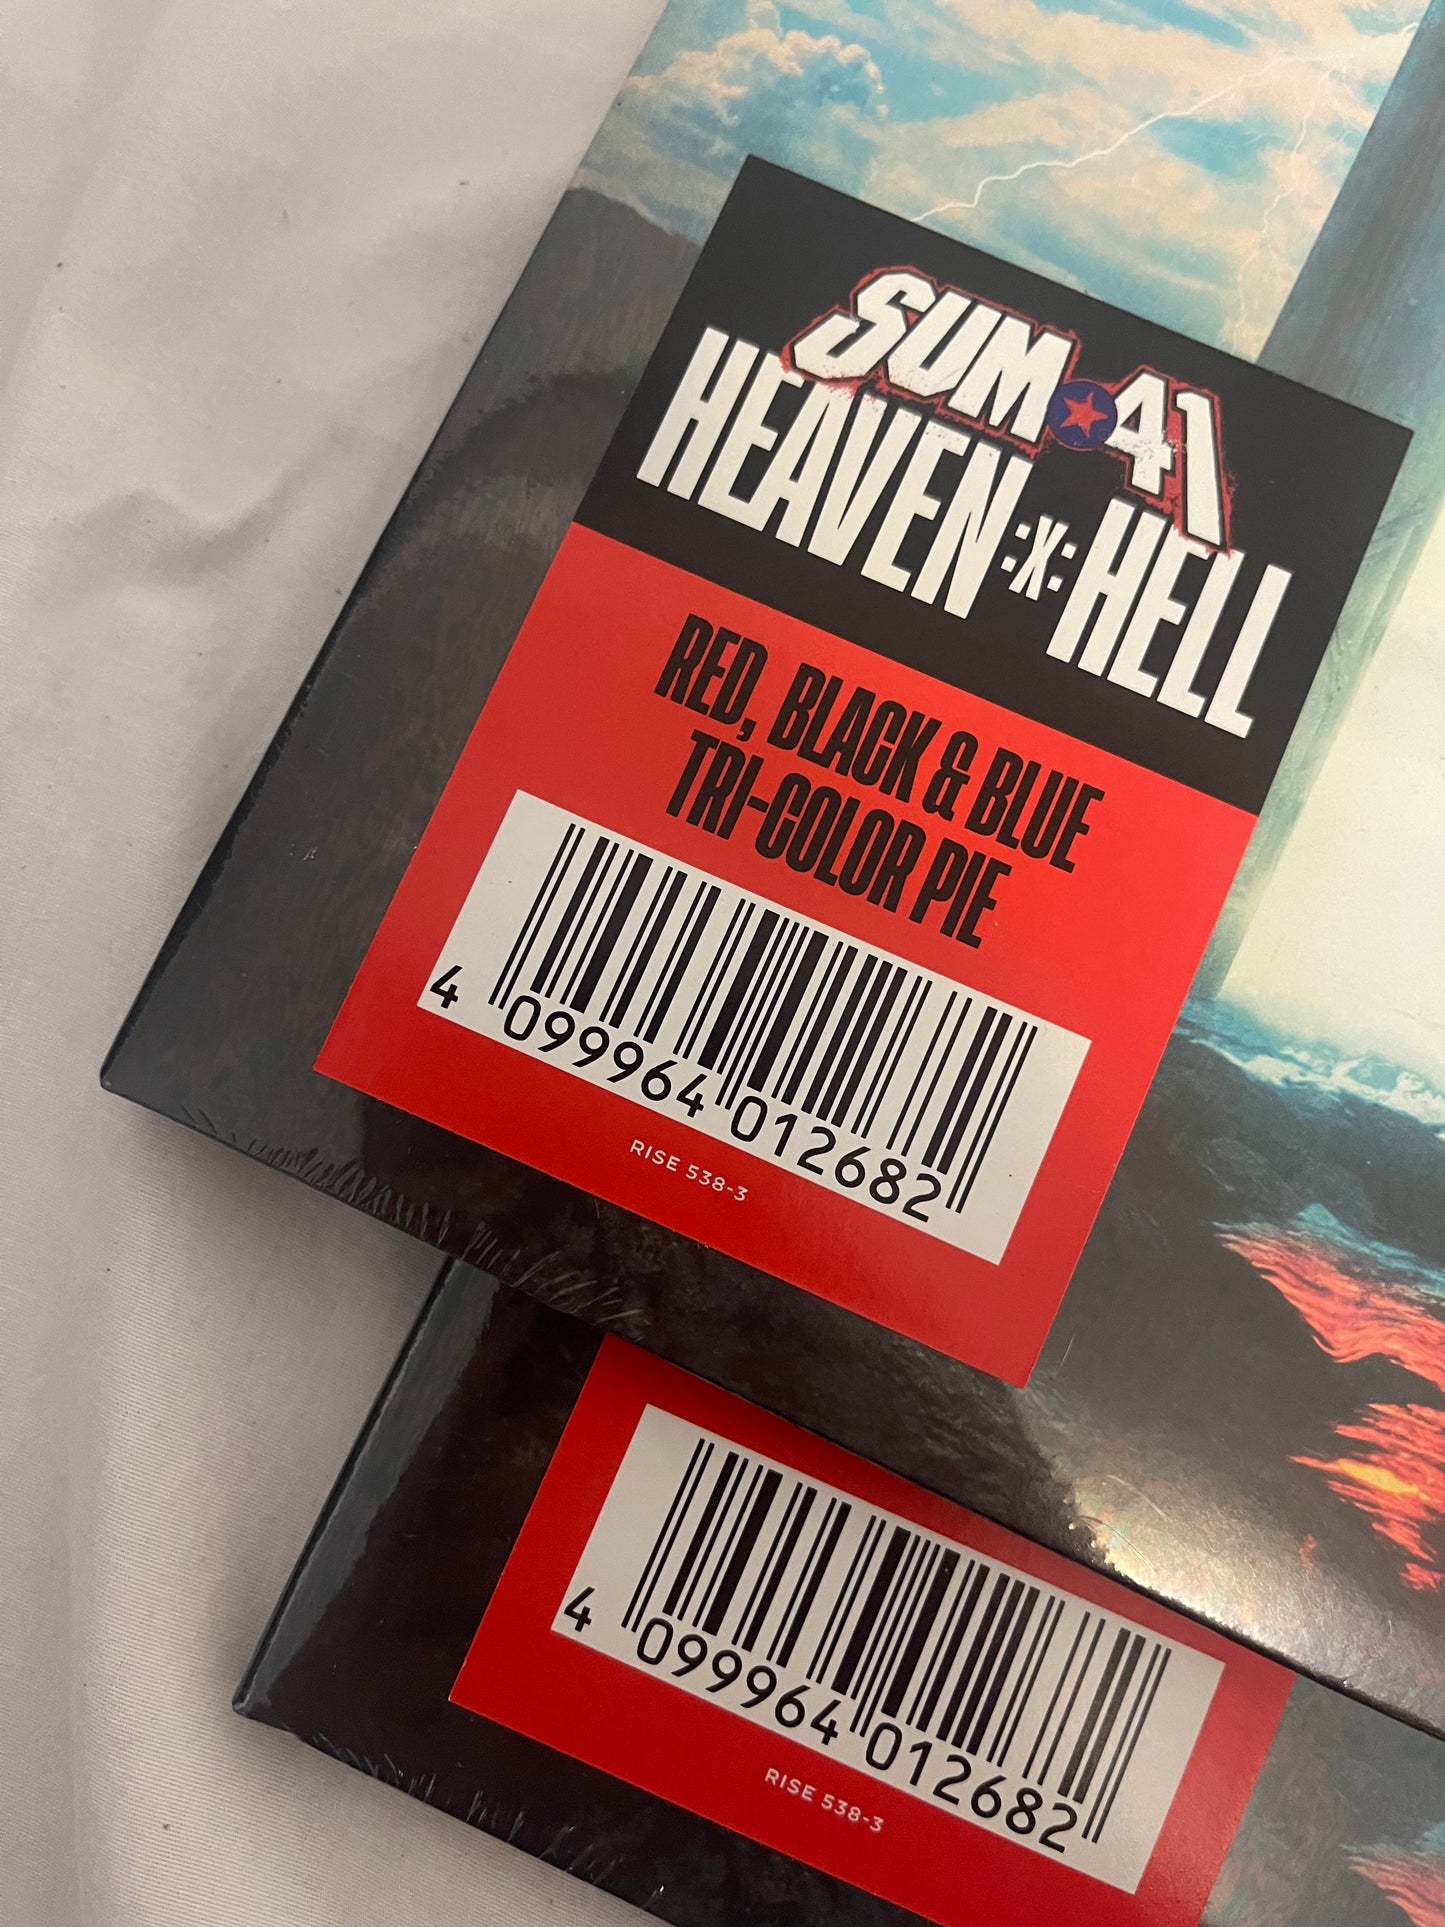 SUM 41
HEAVEN :X: HELL
RED, BLACK & BLUE
TRI-COLOR PIE
4 099964 012682
RISE 538-3
4 099964 012682
RISE 538-3